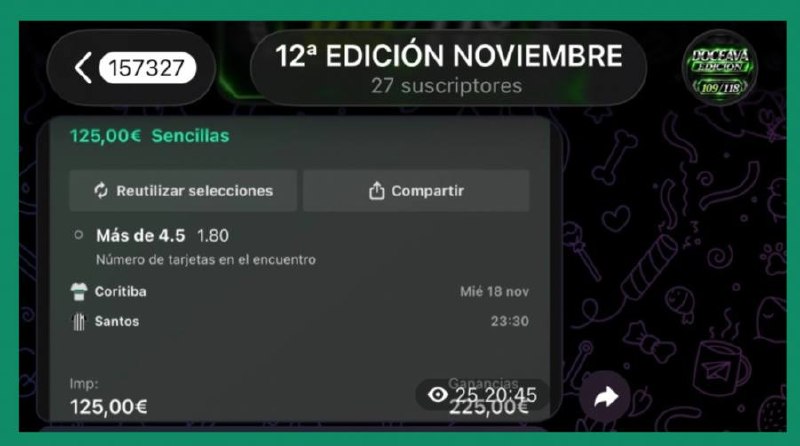 157327
12ª EDICIÓN NOVIEMBRE
27 suscriptores
DOCEAVA
EDICION
109/118
125,00€ Sencillas
Reutilizar selecciones
Compartir
Más de 4.5 1.80
Número de tarjetas en el encuentro
Coritiba
Mié 18 nov
Santos
23:30
Imp:
Ganancias
125,00€
25 20:45
225,00€